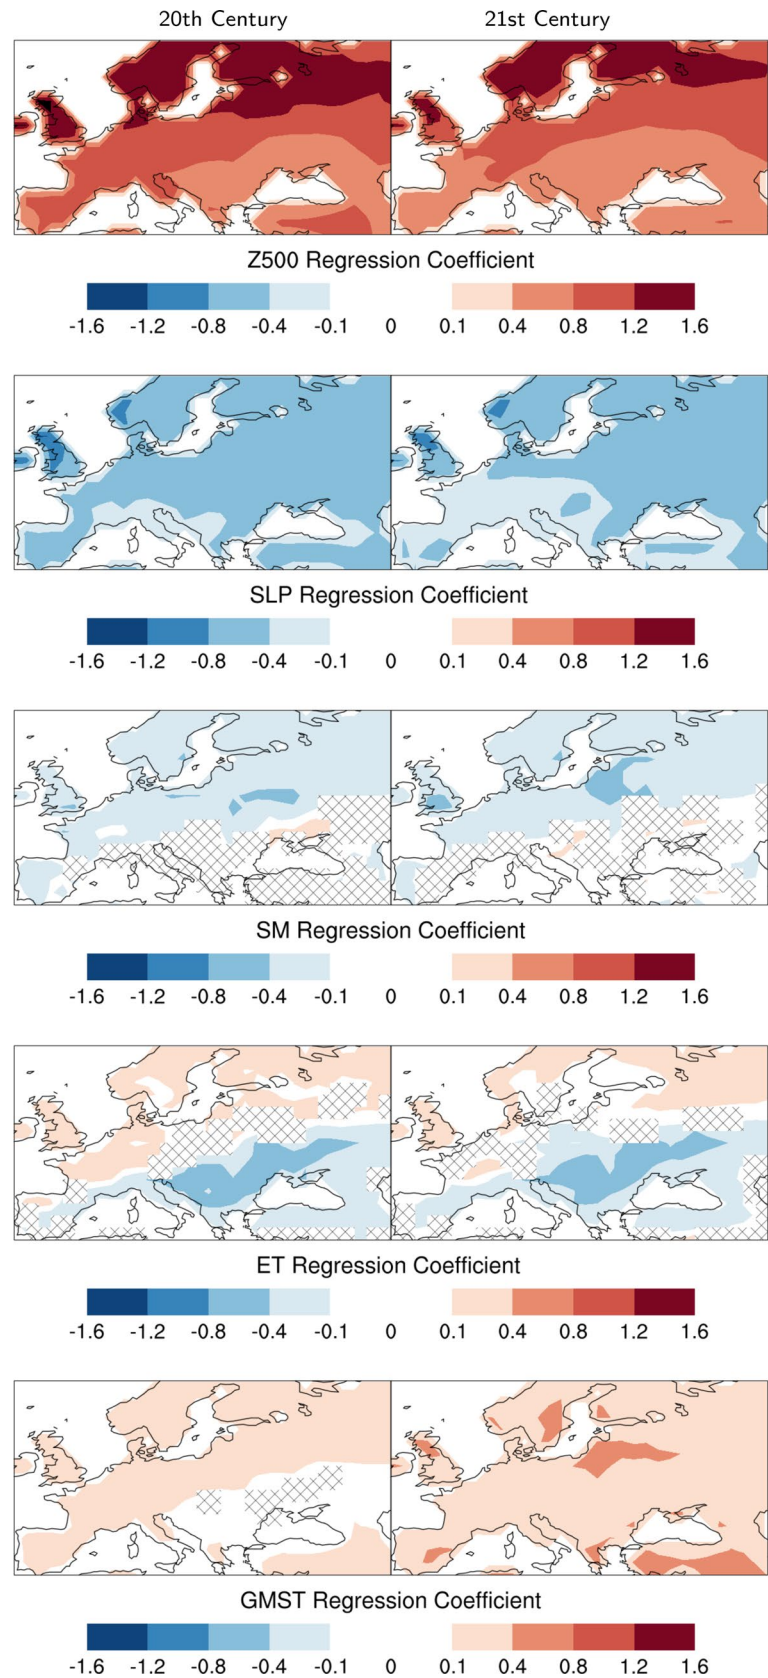 20th Century 21st Century
Z500 Regression Coefficient
-1.6 -1.2 -0.8 -0.4 -0.1 0 0.1 0.4 0.8 1.2 1.6
SLP Regression Coefficient
-1.6 -1.2 -0.8 -0.4 -0.1 0 0.1 0.4 0.8 1.2 1.6
SM Regression Coefficient
-1.6 -1.2 -0.8 -0.4 -0.1 0 0.1 0.4 0.8 1.2 1.6
ET Regression Coefficient
-1.6 -1.2 -0.8 -0.4 -0.1 0 0.1 0.4 0.8 1.2 1.6
GMST Regression Coefficient
-1.6 -1.2 -0.8 -0.4 -0.1 0 0.1 0.4 0.8 1.2 1.6